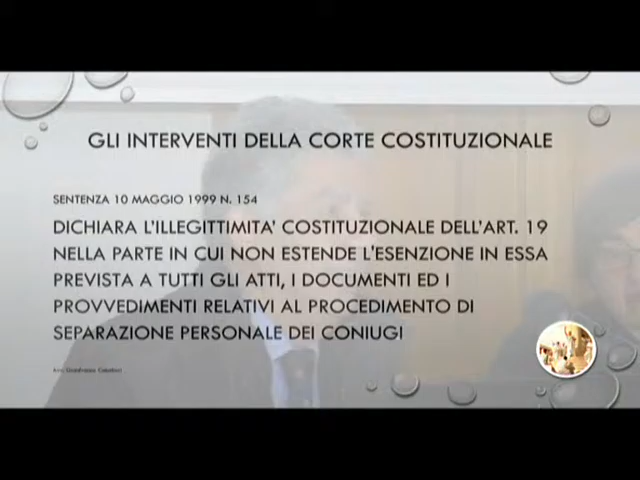 GLI INTERVENTI DELLA CORTE COSTITUZIONALE
SENTENZA 10 MAGGIO 1999 N. 154
DICHIARA L'ILLEGITTIMITA' COSTITUZIONALE DELL'ART. 19
NELLA PARTE IN CUI NON ESTENDE L'ESENZIONE IN ESSA
PREVISTA A TUTTI GLI ATTI, I DOCUMENTI ED I
PROVVEDIMENTI RELATIVI AL PROCEDIMENTO DI
SEPARAZIONE PERSONALE DEI CONIUGI